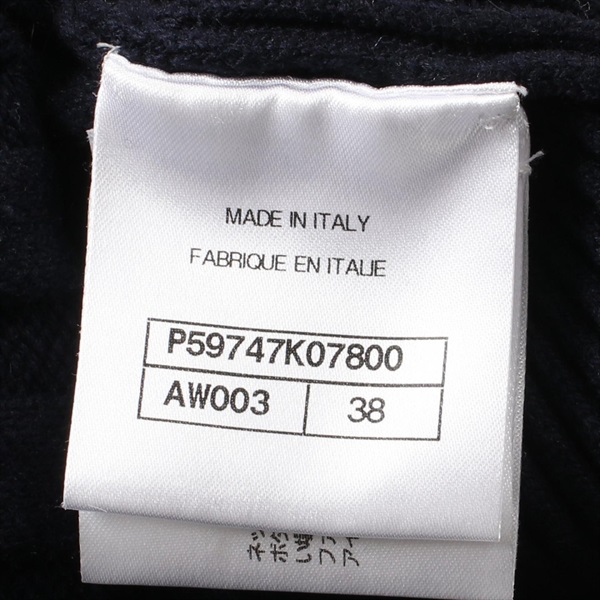 MADE IN ITALY
FABRIQUE EN ITALIE
P59747K07800
AW003 38